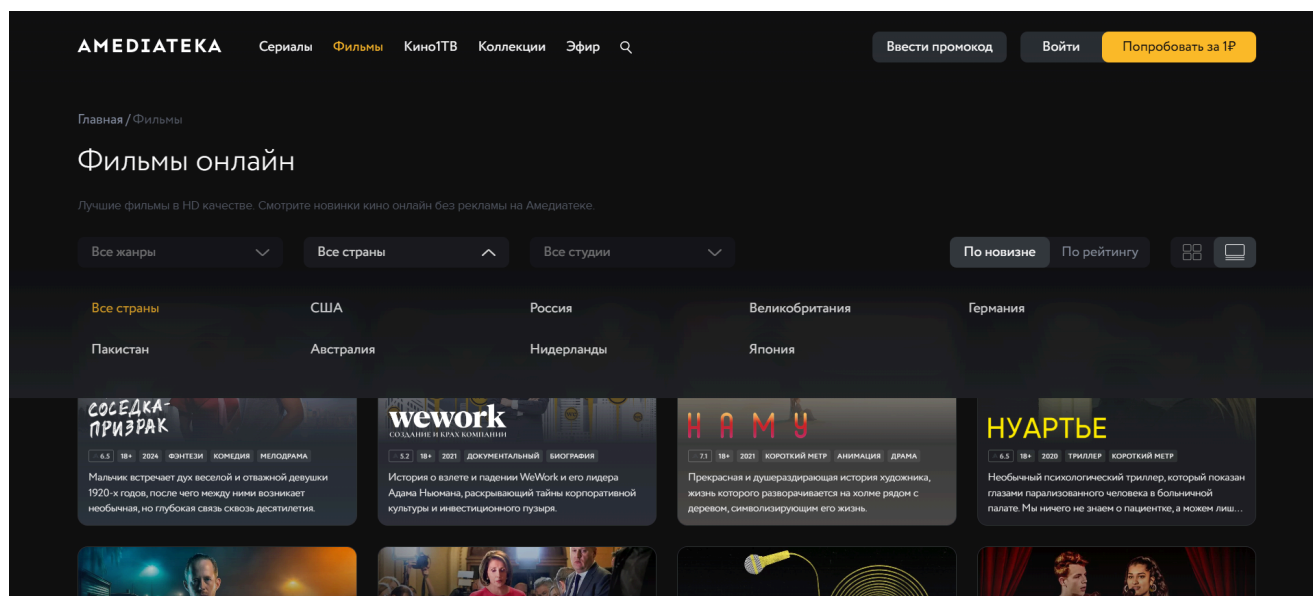 AMEDIATEKA Сериалы Фильмы Кино1ТВ Коллекции Эфир Ввести промокод Войти Попробовать за 1₽
Главная / Фильмы
Фильмы онлайн
Лучшие фильмы в HD качестве. Смотрите новинки кино онлайн без рекламы на Амедиатеке.
Все жанры Все страны Все студии По новизне По рейтингу
Все страны США Россия Великобритания Германия
Пакистан Австралия Нидерланды Япония
СОСЕДКА-
ПРИЗРАК
6.5 18+ 2024 ФЭНТЕЗИ КОМЕДИЯ МЕЛОДРАМА
Мальчик встречает дух веселой и отважной девушки
1920-х годов, после чего между ними возникает
необычная, но глубокая связь сквозь десятилетия.
wework
СОЗДАНИЕ И КРАХ КОМПАНИИ
5.2 18+ 2021 ДОКУМЕНТАЛЬНЫЙ БИОГРАФИЯ
История о взлете и падении WeWork и его лидера
Адама Ньюмана, раскрывающий тайны корпоративной
культуры и инвестиционного пузыря.
НАМУ
7.1 18+ 2021 КОРОТКИЙ МЕТР АНИМАЦИЯ ДРАМА
Прекрасная и душераздирающая история художника,
жизнь которого разворачивается на холме рядом с
деревом, символизирующим его жизнь.
НУАРТЬЕ
6.5 18+ 2020 ТРИЛЛЕР КОРОТКИЙ МЕТР
Необычный психологический триллер, который показан
глазами парализованного человека в больничной
палате. Мы ничего не знаем о пациентке, а можем лиш...